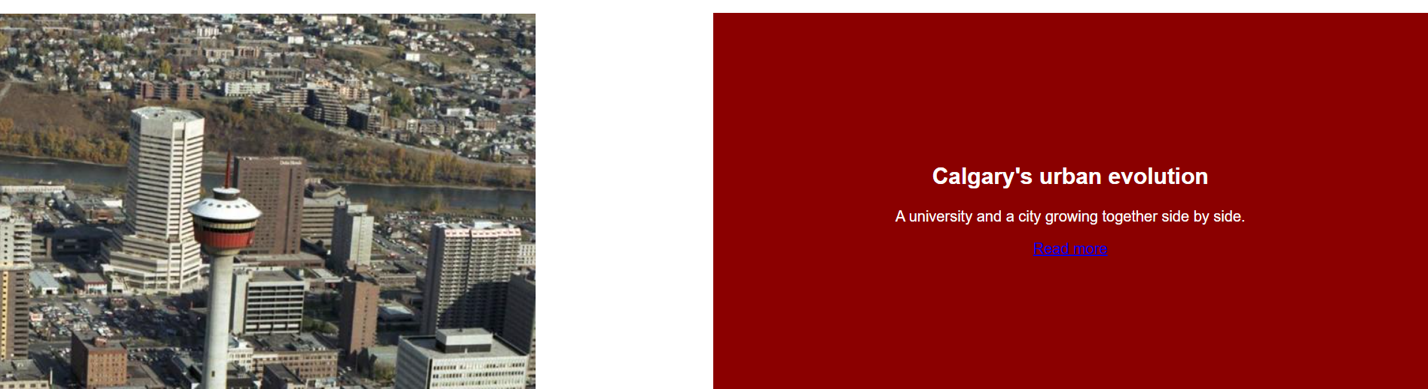 Calgary's urban evolution
A university and a city growing together side by side.
Read more